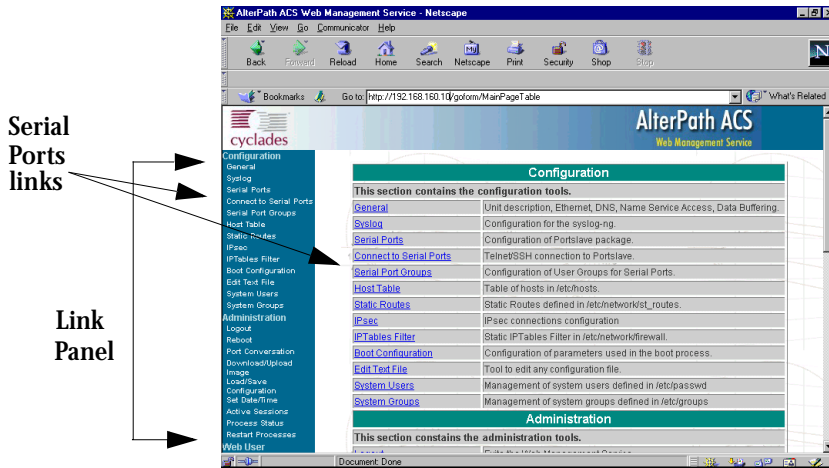 AlterPath ACS Web Management Service - Netscape
File Edit View Go Communicator Help
Back Forward Reload Home Search Netscape Print Security Shop Stop
Bookmarks Go to: http://192.168.160.10/goform/MainPageTable What's Related
cyclades
AlterPath ACS
Web Management Service
Serial
Ports
links
Link
Panel
Configuration
General
Syslog
Serial Ports
Connect to Serial Ports
Serial Port Groups
Host Table
Static Routes
IPsec
IPTables Filter
Boot Configuration
Edit Text File
System Users
System Groups
Administration
Logout
Reboot
Port Conversation
Download/Upload
Image
Load/Save
Configuration
Set Date/Time
Active Sessions
Process Status
Restart Processes
Web User
Configuration
This section contains the configuration tools.
General Unit description, Ethernet, DNS, Name Service Access, Data Buffering.
Syslog Configuration for the syslog-ng.
Serial Ports Configuration of Portslave package.
Connect to Serial Ports Telnet/SSH connection to Portslave.
Serial Port Groups Configuration of User Groups for Serial Ports.
Host Table Table of hosts in /etc/hosts.
Static Routes Static Routes defined in /etc/network/st_routes.
IPsec IPsec connections configuration
IPTables Filter Static IPTables Filter in /etc/network/firewall.
Boot Configuration Configuration of parameters used in the boot process.
Edit Text File Tool to edit any configuration file.
System Users Management of system users defined in /etc/passwd
System Groups Management of system groups defined in /etc/groups
Administration
This section constains the administration tools.
Document: Done